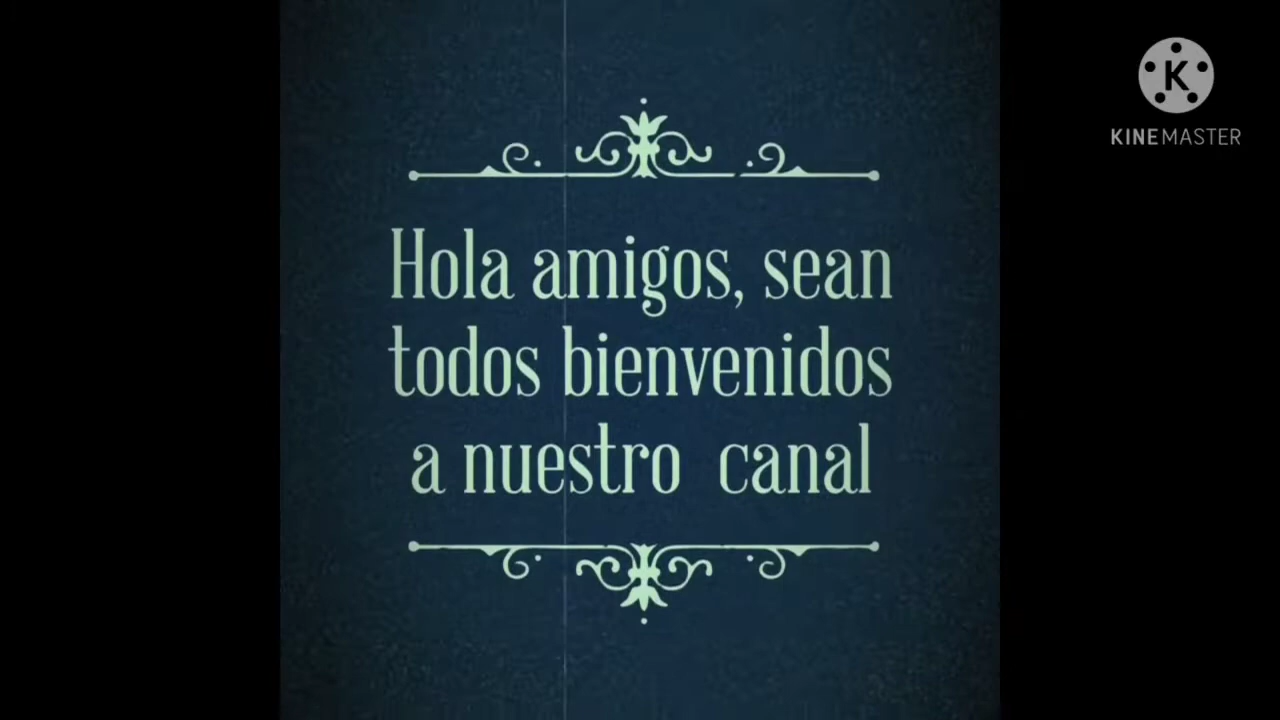 Hola amigos, sean
todos bienvenidos
a nuestro canal
K
KINEMASTER